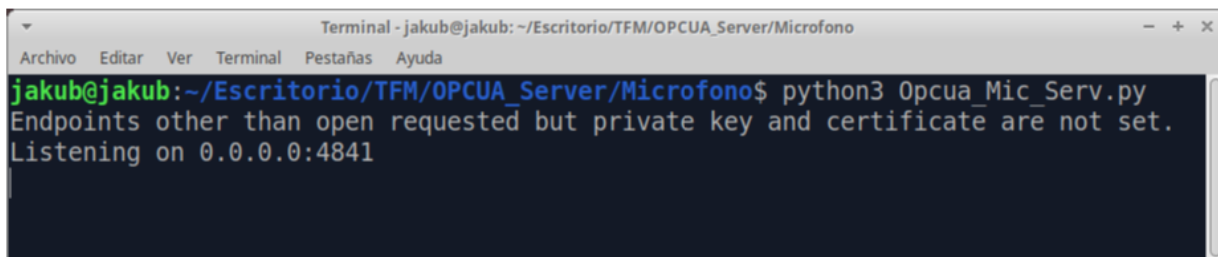 Terminal - jakub@jakub: ~/Escritorio/TFM/OPCUA_Server/Microfono
Archivo Editar Ver Terminal Pestañas Ayuda
jakub@jakub:~/Escritorio/TFM/OPCUA_Server/Microfono$ python3 Opcua_Mic_Serv.py
Endpoints other than open requested but private key and certificate are not set.
Listening on 0.0.0.0:4841